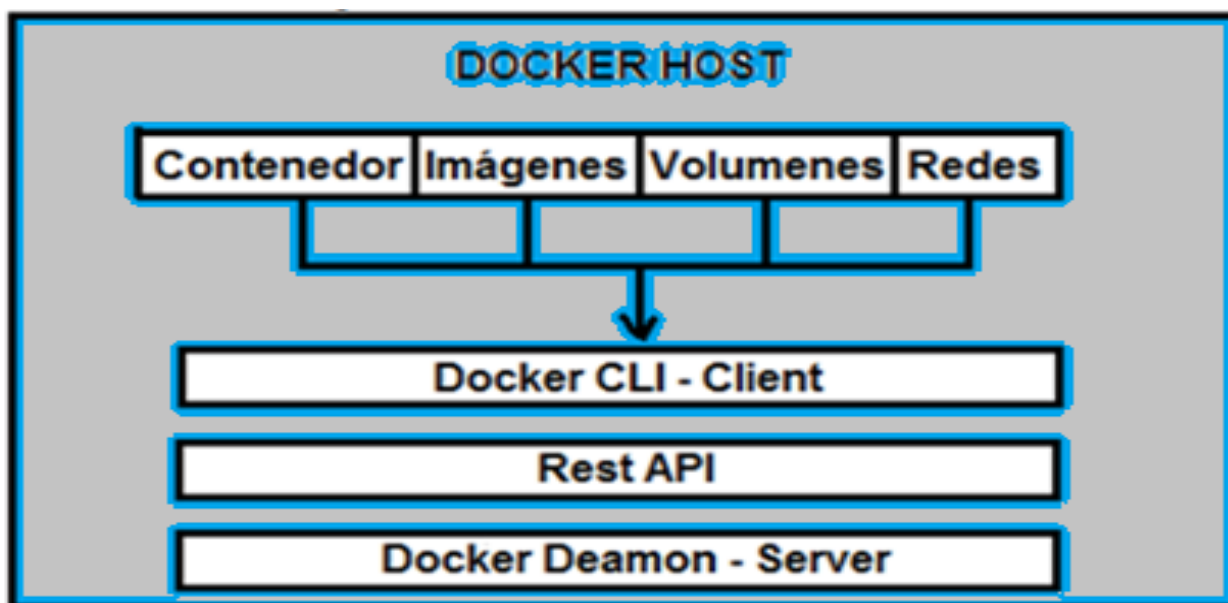 DOCKER HOST
Contenedor Imágenes Volumenes Redes
Docker CLI - Client
Rest API
Docker Deamon - Server